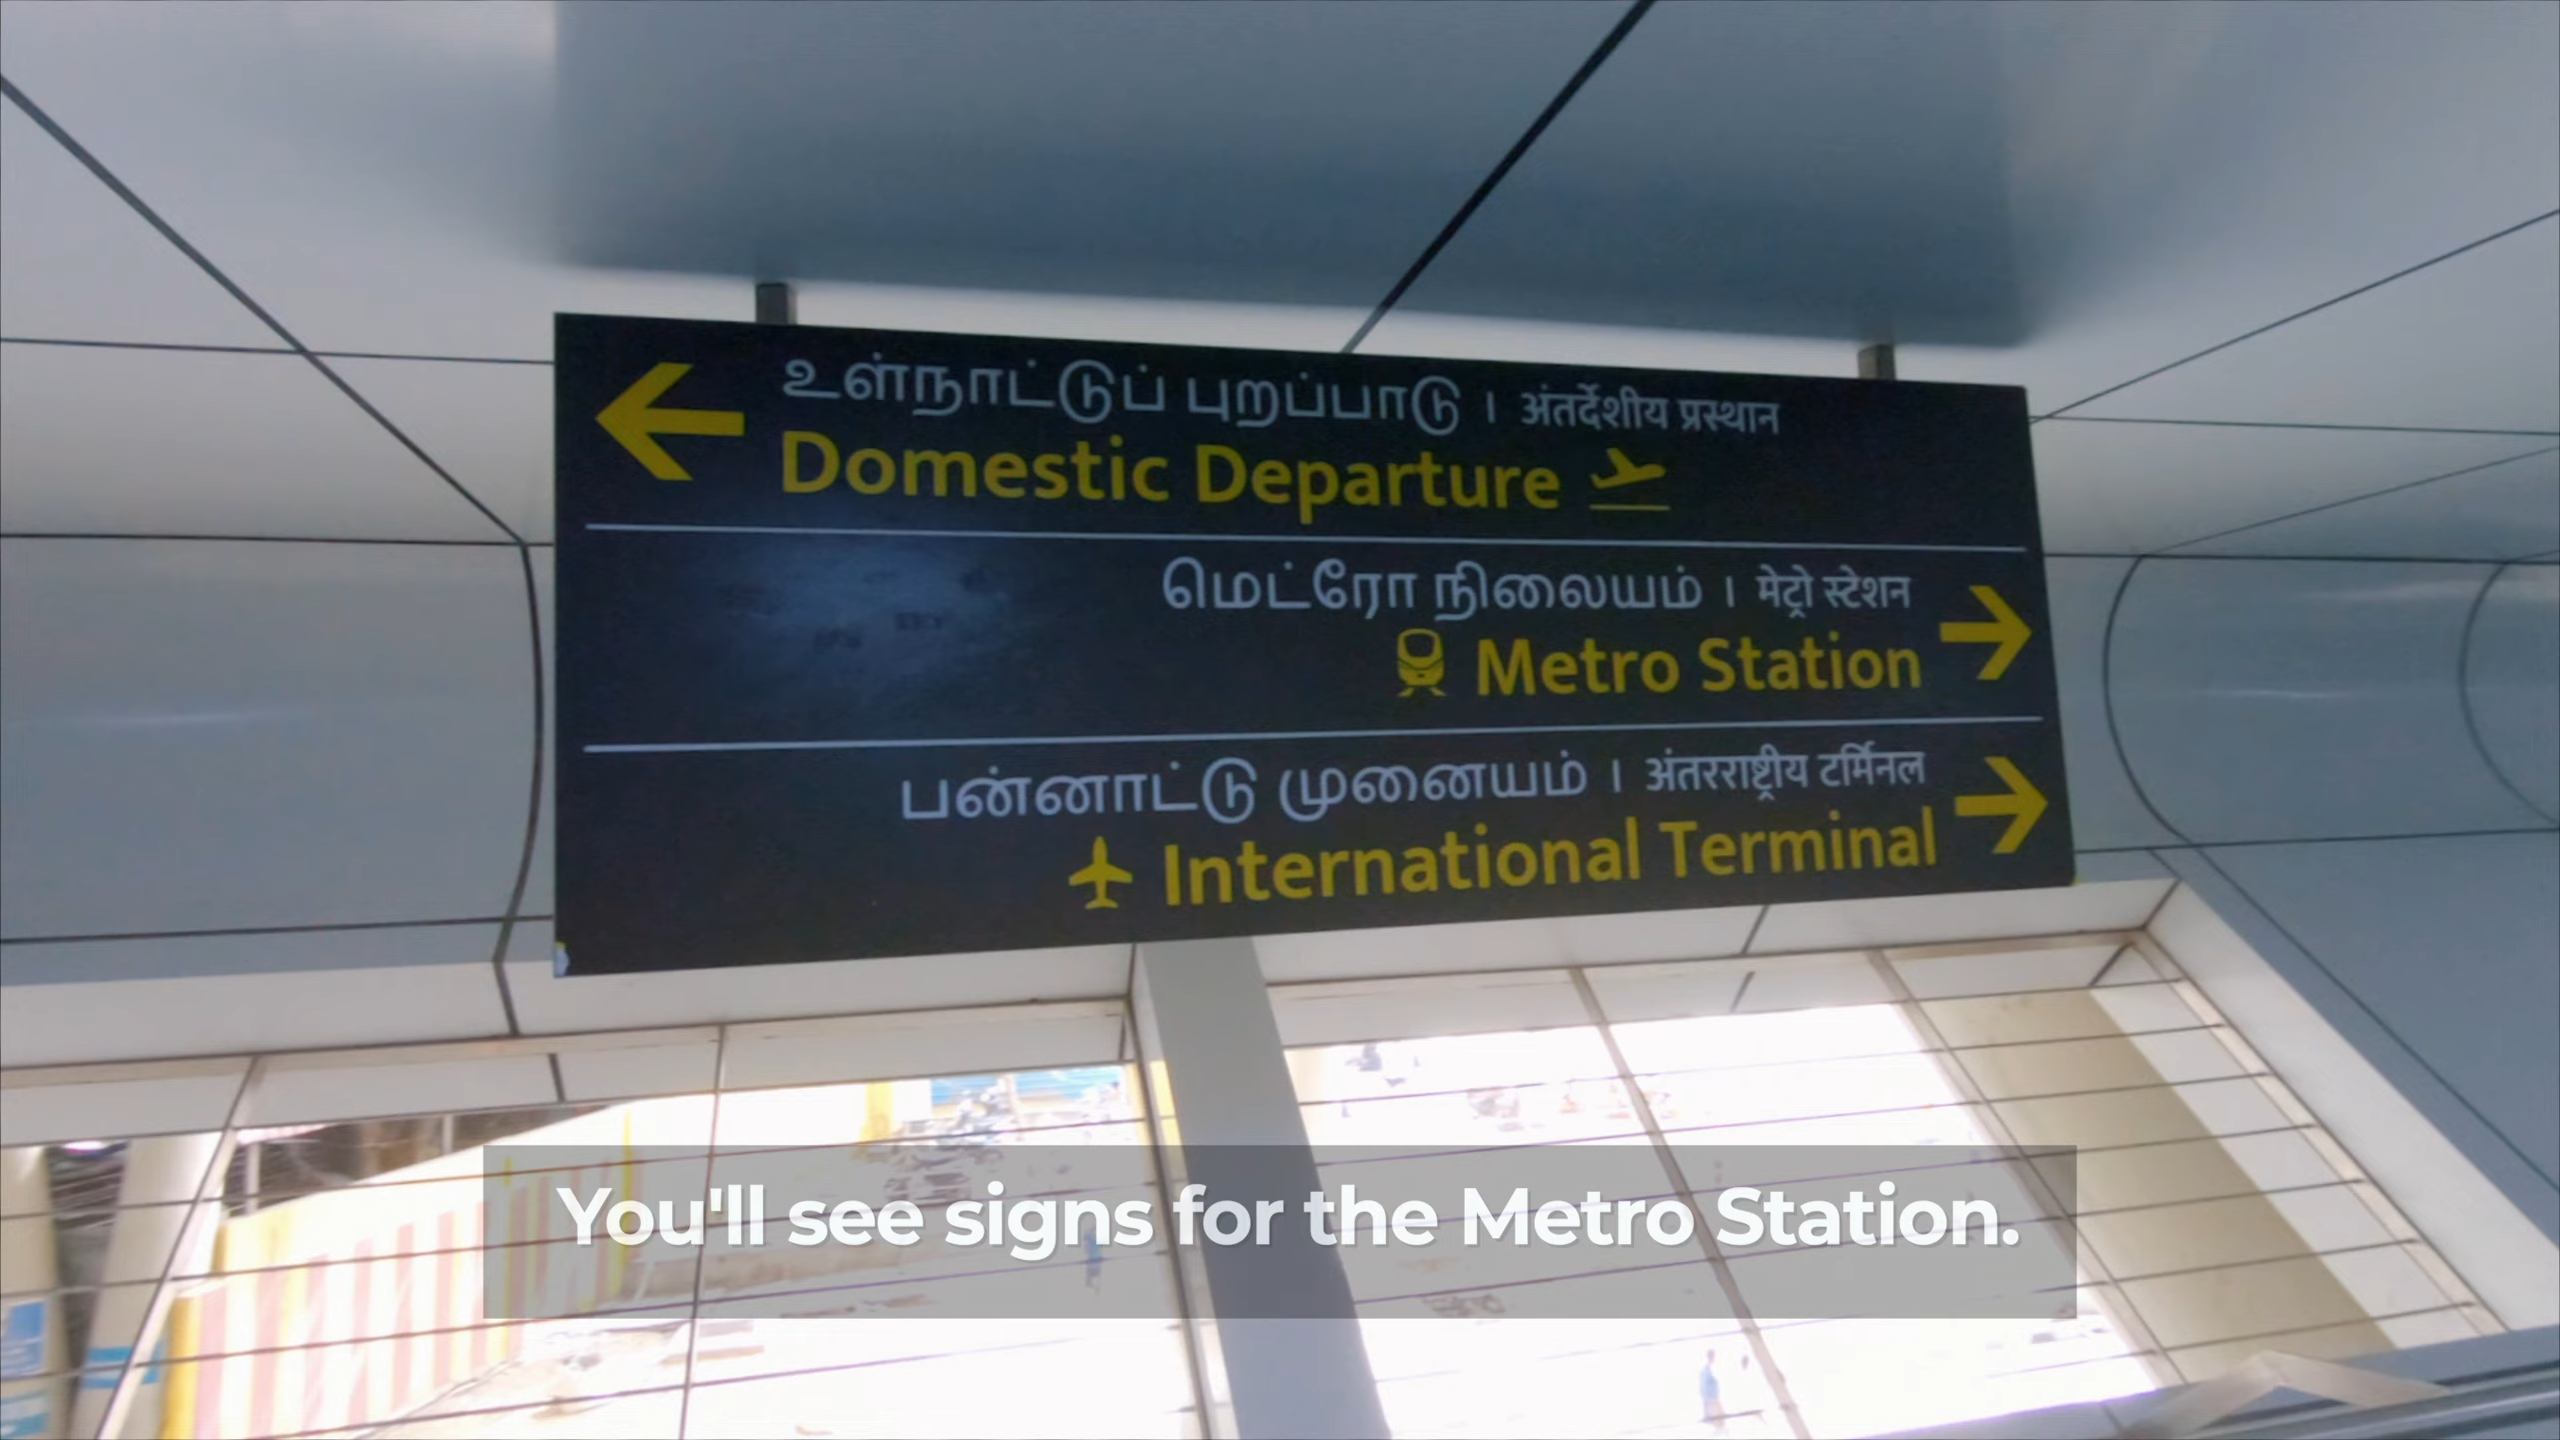 உள்நாட்டுப் புறப்பாடு | अंतर्देशीय प्रस्थान
Domestic Departure
மெட்ரோ நிலையம் | मेट्रो स्टेशन
Metro Station
பன்னாட்டு முனையம் | अंतरराष्ट्रीय टर्मिनल
International Terminal
You'll see signs for the Metro Station.